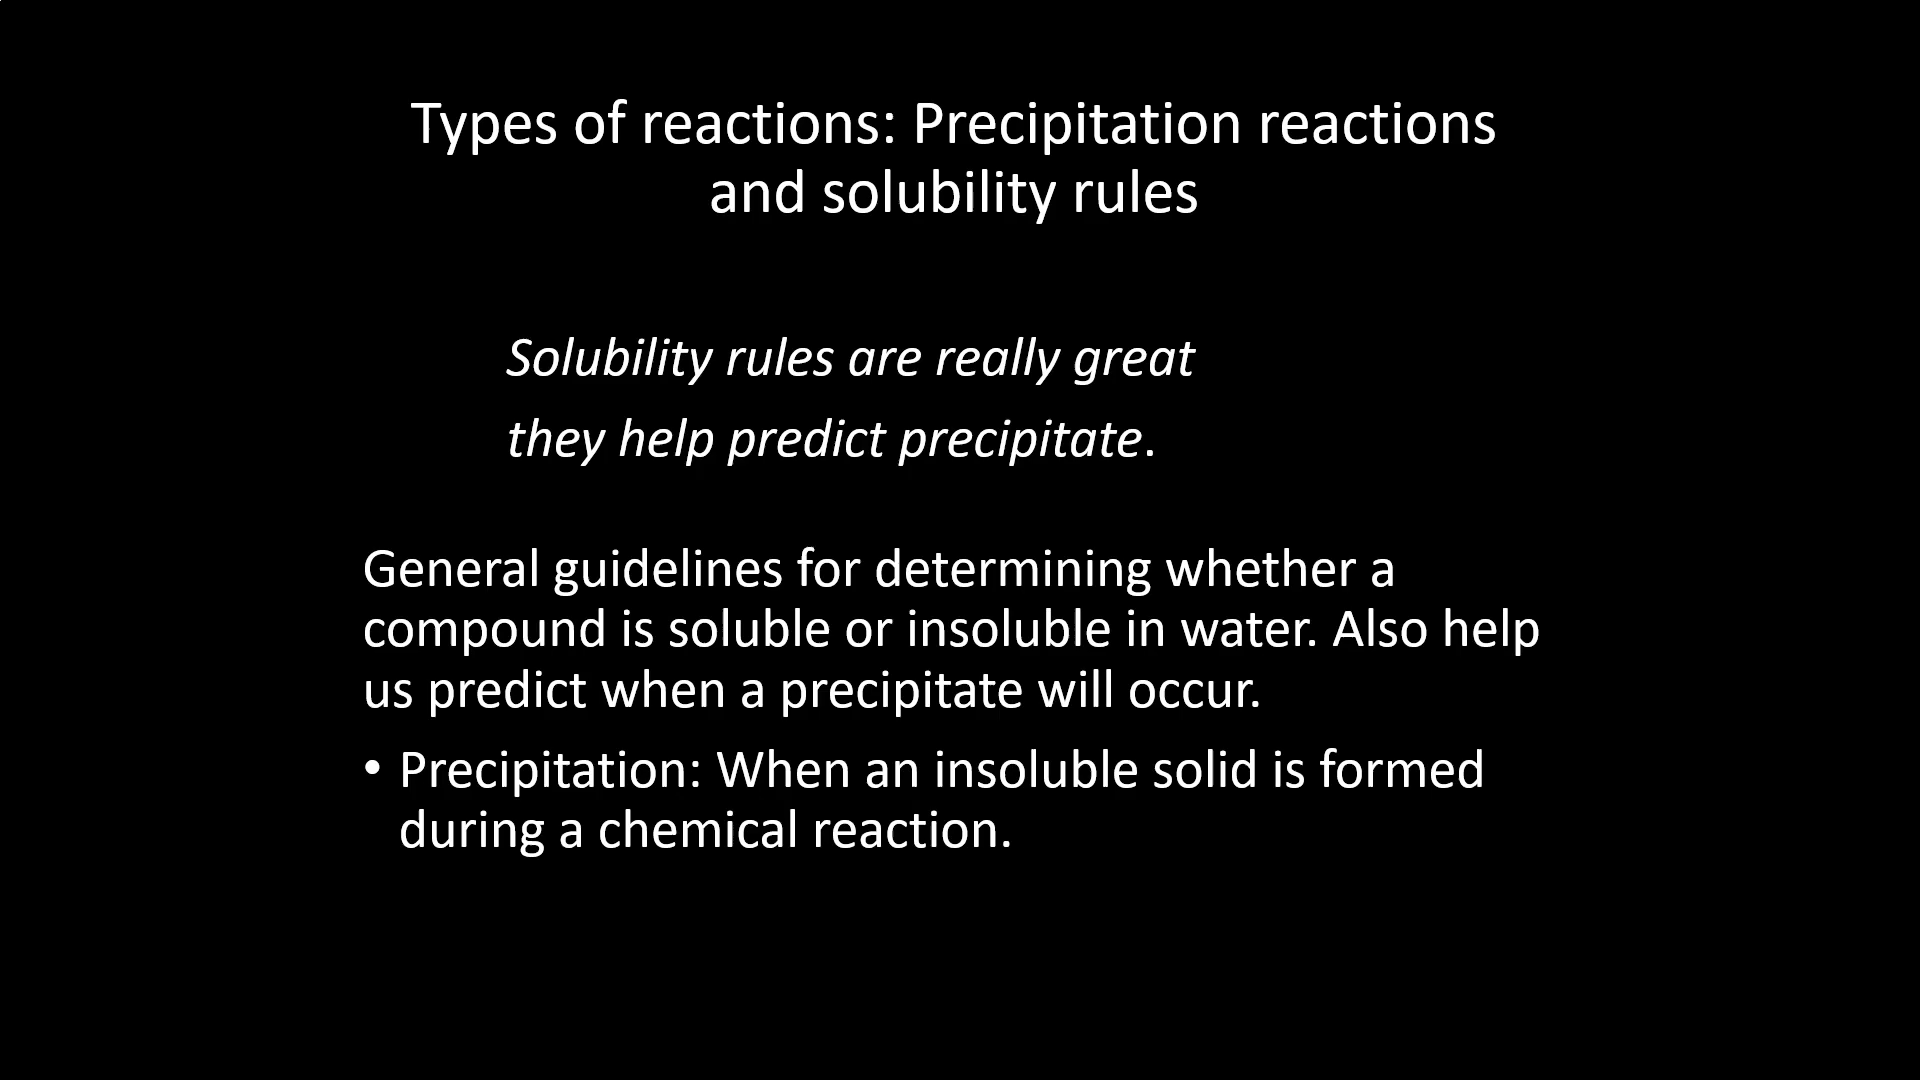 Types of reactions: Precipitation reactions
and solubility rules
Solubility rules are really great
they help predict precipitate.
General guidelines for determining whether a
compound is soluble or insoluble in water. Also help
us predict when a precipitate will occur.
• Precipitation: When an insoluble solid is formed
during a chemical reaction.